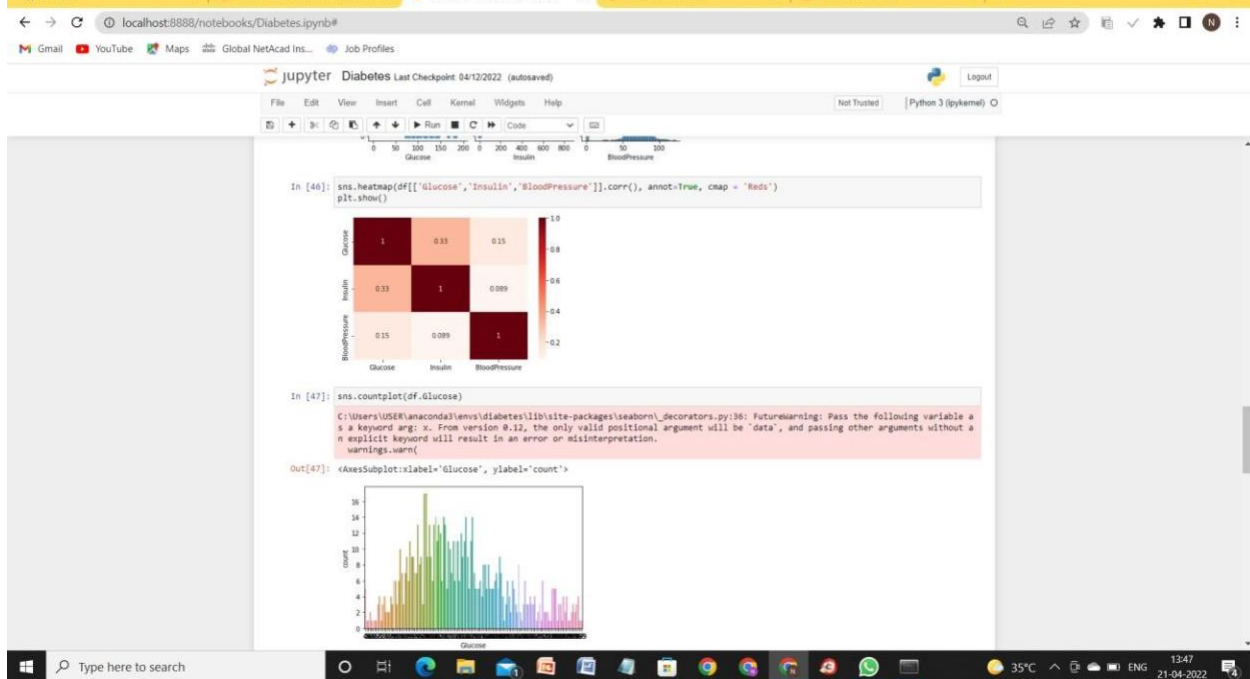 localhost:8888/notebooks/Diabetes.ipynb#
Gmail YouTube Maps Global NetAcad Ins... Job Profiles
jupyter Diabetes Last Checkpoint: 04/12/2022 (autosaved)
Logout
File Edit View Insert Cell Kernel Widgets Help
Not Trusted Python 3 (ipykernel)
Run Code
0 50 100 150 200 0 200 400 600 800 0 50 100
Glucose Insulin BloodPressure
In [46]: sns.heatmap(df[['Glucose','Insulin','BloodPressure']].corr(), annot=True, cmap = 'Reds')
plt.show()
Glucose 1 0.33 0.15
Insulin 0.33 1 0.089
BloodPressure 0.15 0.089 1
Glucose Insulin BloodPressure
1.0
0.8
0.6
0.4
0.2
In [47]: sns.countplot(df.Glucose)
C:\Users\USER\anaconda3\envs\diabetes\lib\site-packages\seaborn\_decorators.py:36: FutureWarning: Pass the following variable a
s a keyword arg: x. From version 0.12, the only valid positional argument will be `data`, and passing other arguments without a
n explicit keyword will result in an error or misinterpretation.
warnings.warn(
Out[47]: <AxesSubplot:xlabel='Glucose', ylabel='count'>
16
14
12
10
8
6
4
2
0
count
Glucose
Type here to search
35°C ENG
13:47
21-04-2022
4